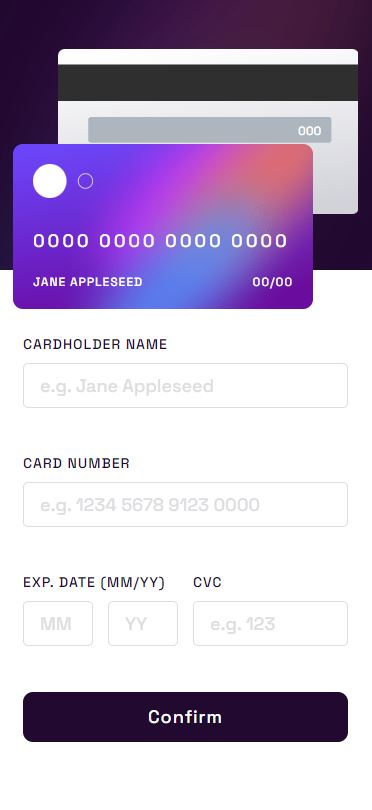 000
0000 0000 0000 0000
JANE APPLESEED 00/00
CARDHOLDER NAME
e.g. Jane Appleseed
CARD NUMBER
e.g. 1234 5678 9123 0000
EXP. DATE (MM/YY) CVC
MM YY e.g. 123
Confirm